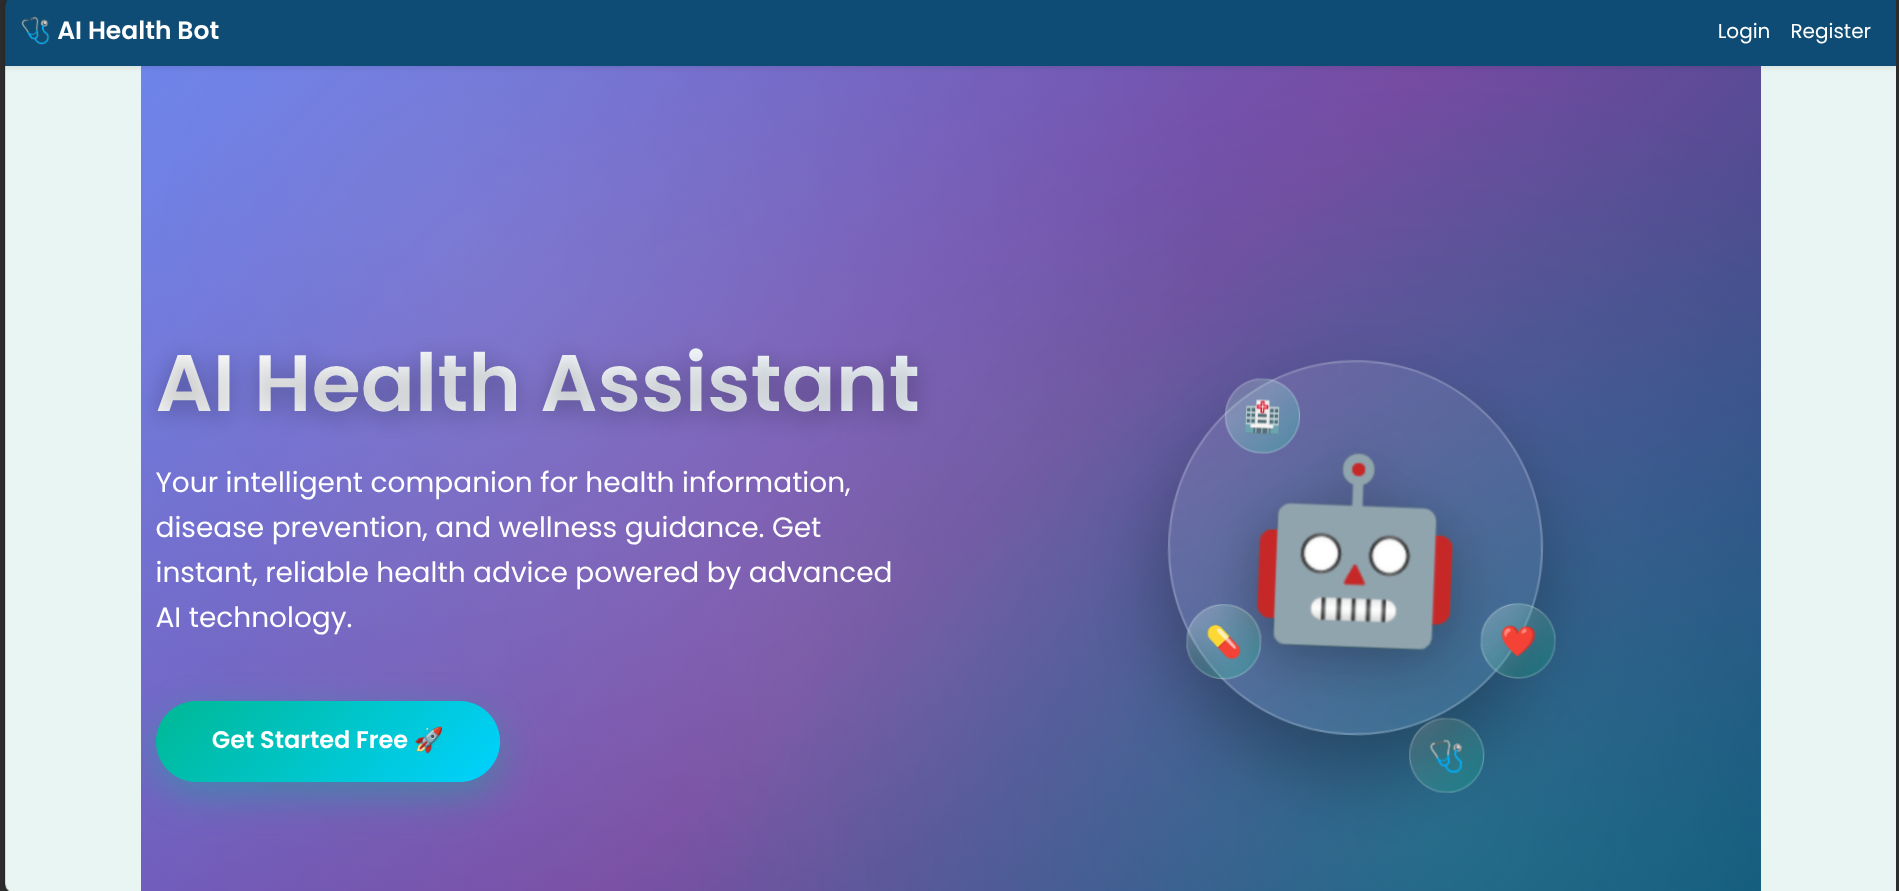 AI Health Bot
Login Register
AI Health Assistant
Your intelligent companion for health information,
disease prevention, and wellness guidance. Get
instant, reliable health advice powered by advanced
AI technology.
Get Started Free 🚀